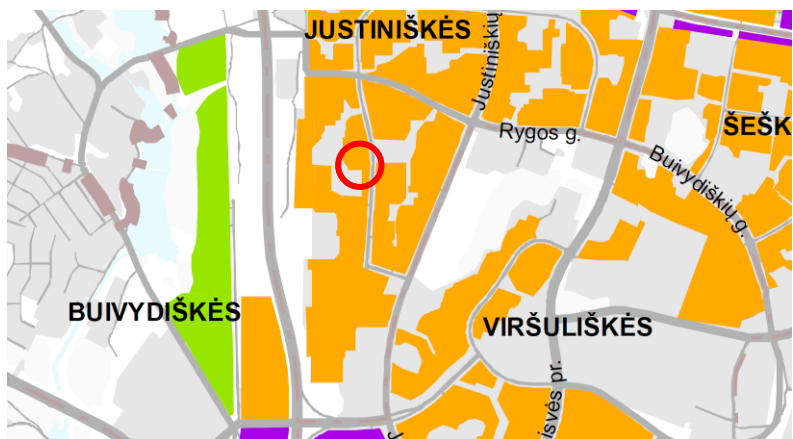 JUSTINIŠKĖS
Justiniškių
Rygos g.
ŠEŠK
Buivydiškių g.
BUIVYDIŠKĖS
VIRŠULIŠKĖS
isvės pr.